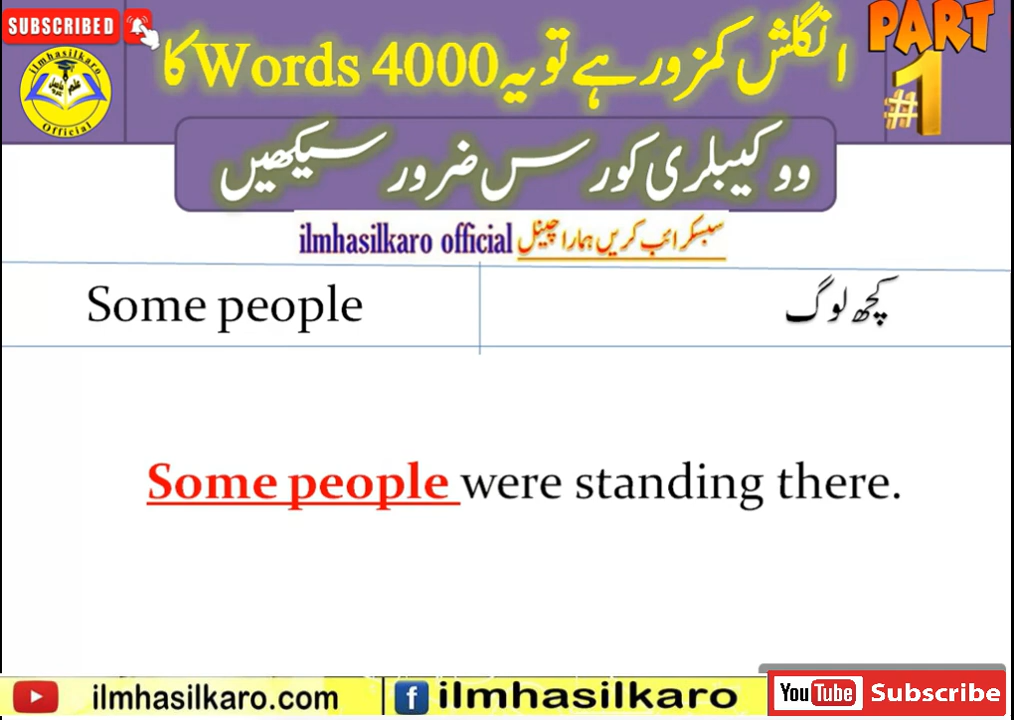 SUBSCRIBED
ilmhasilkaro
Official
انگلش کمزور ہے تو یہ 4000 Words کا
PART
#1
ووکیبلری کورس ضرور سیکھیں
ilmhasilkaro official سبسکرائب کریں ہمارا چینل
Some people
کچھ لوگ
Some people were standing there.
ilmhasilkaro.com
f ilmhasilkaro
YouTube Subscribe